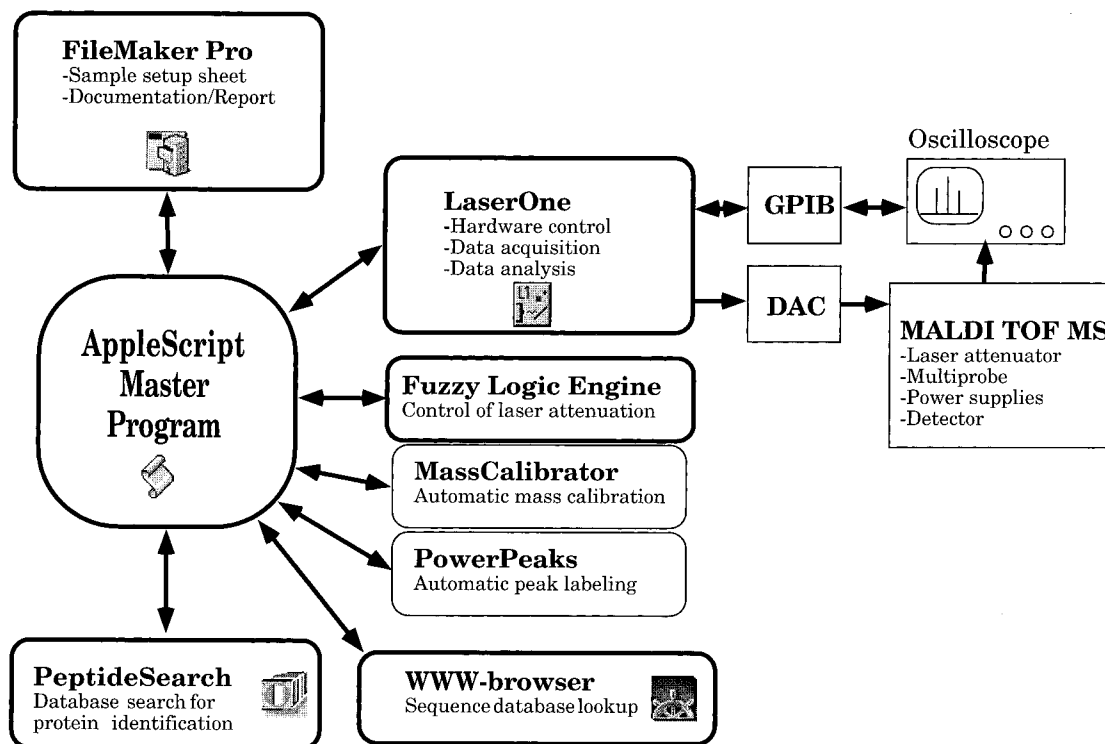 FileMaker Pro
-Sample setup sheet
-Documentation/Report
AppleScript
Master
Program
LaserOne
-Hardware control
-Data acquisition
-Data analysis
GPIB
Oscilloscope
DAC
MALDI TOF MS
-Laser attenuator
-Multiprobe
-Power supplies
-Detector
Fuzzy Logic Engine
Control of laser attenuation
MassCalibrator
Automatic mass calibration
PowerPeaks
Automatic peak labeling
PeptideSearch
Database search for
protein identification
WWW-browser
Sequence database lookup